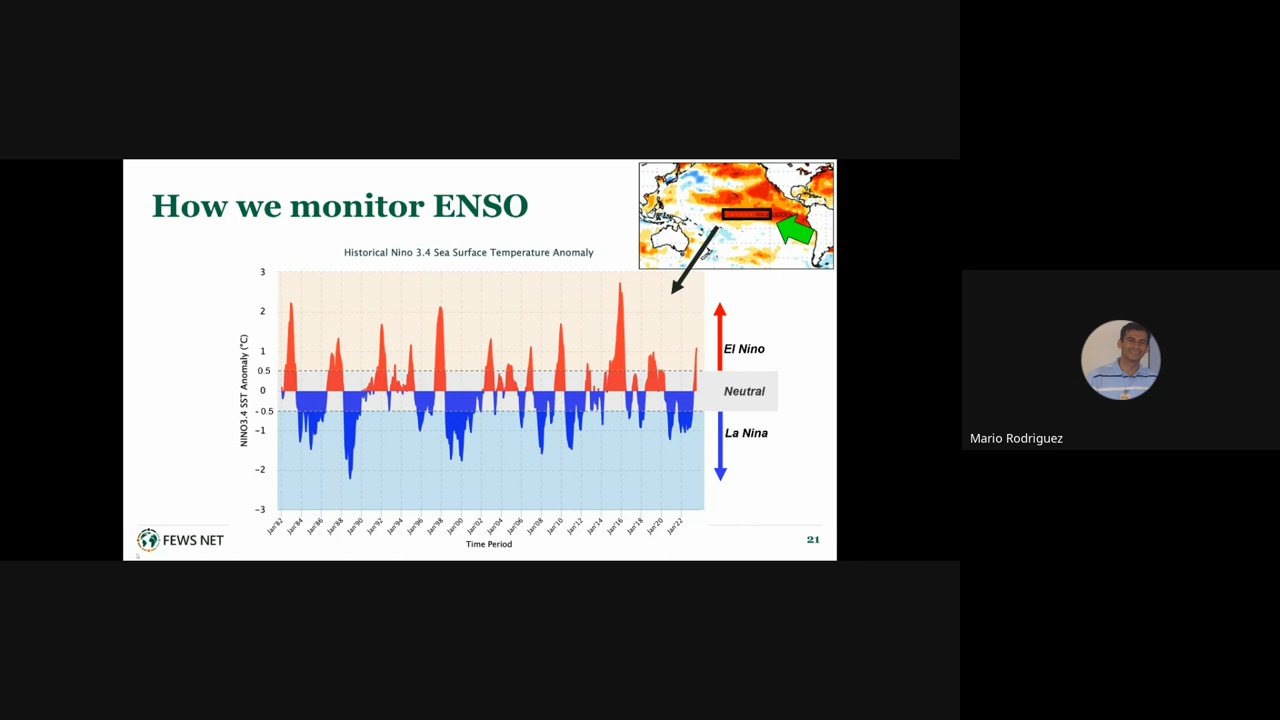 How we monitor ENSO
Historical Nino 3.4 Sea Surface Temperature Anomaly
NINO3.4 SST Anomaly (°C)
3
2
1
0.5
0
-0.5
-1
-2
-3
El Nino
Neutral
La Nina
Jan'82
Jan'84
Jan'86
Jan'88
Jan'90
Jan'92
Jan'94
Jan'96
Jan'98
Jan'00
Jan'02
Jan'04
Jan'06
Jan'08
Jan'10
Jan'12
Jan'14
Jan'16
Jan'18
Jan'20
Jan'22
Time Period
FEWS NET
21
Mario Rodriguez